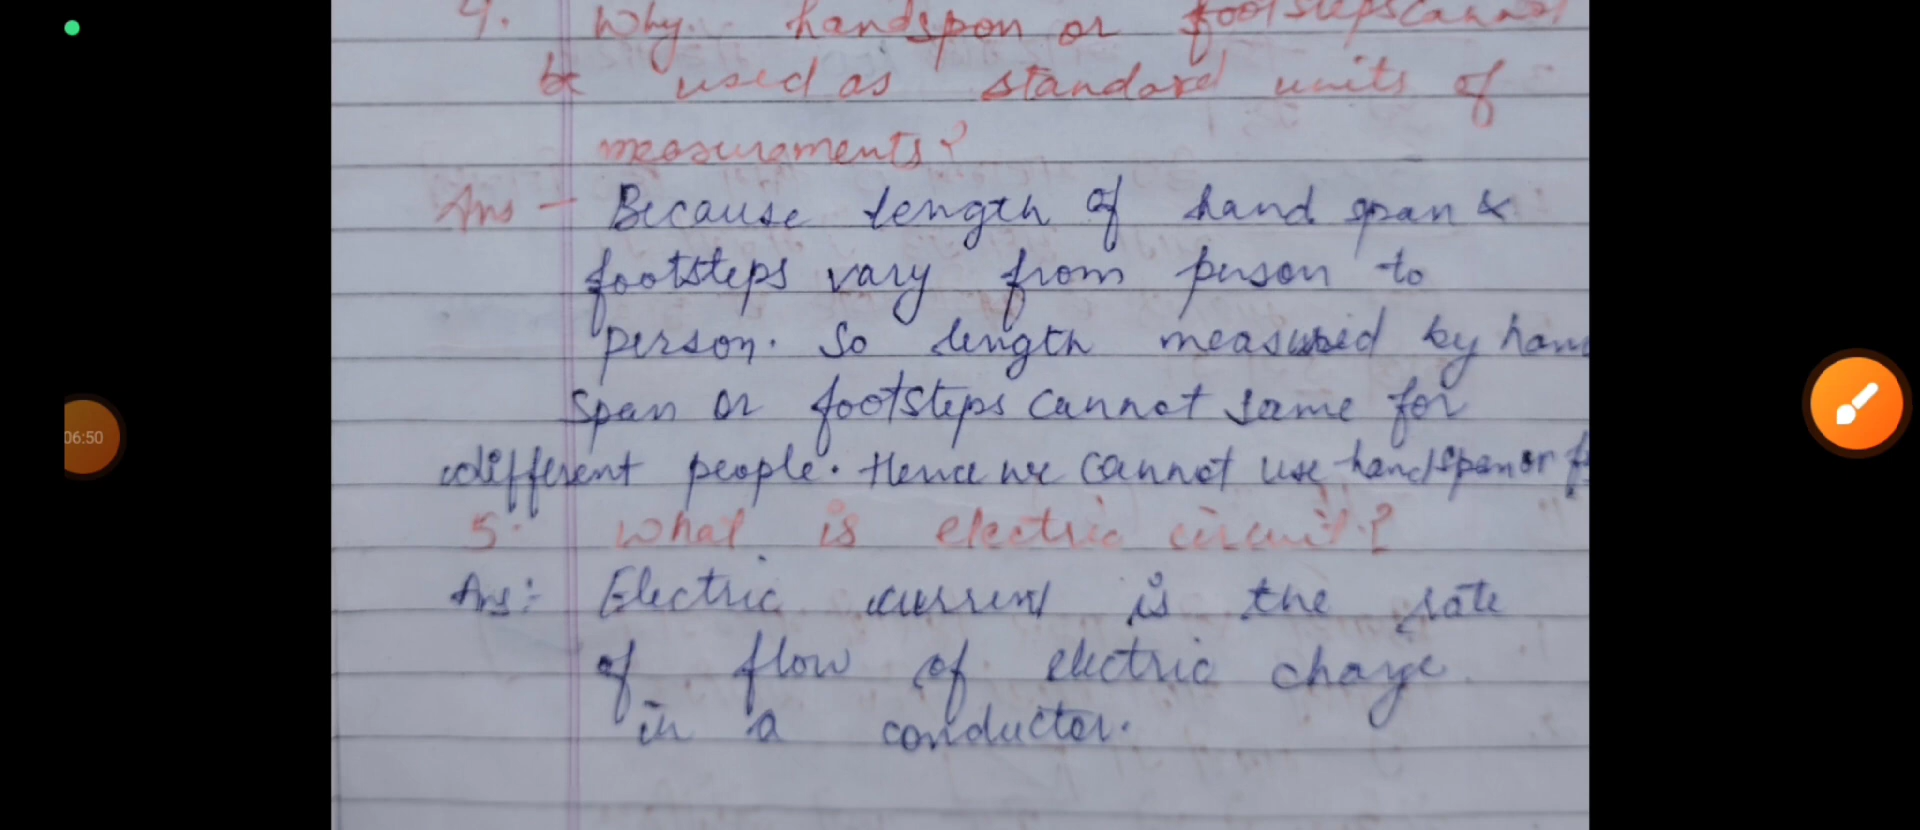 4. Why handspon or footsteps cannot
be used as standard units of
measurements?
Ans - Because length of hand span &
footsteps vary from person to
person. So length measured by han
span or footsteps cannot same for
different people. Hence we cannot use handspan or f
5. What is electric circuit?
Ans:- Electric current is the rate
of flow of electric charge
in a conductor.
06:50